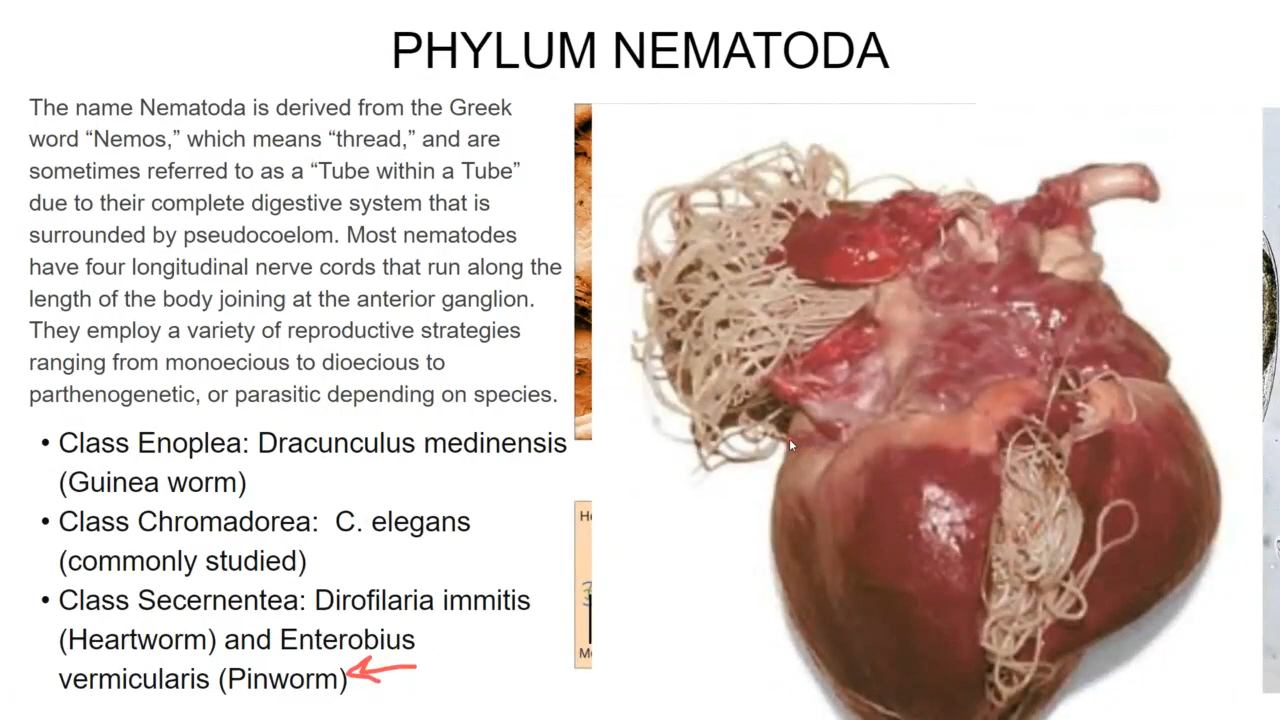 PHYLUM NEMATODA
The name Nematoda is derived from the Greek
word “Nemos,” which means “thread,” and are
sometimes referred to as a “Tube within a Tube”
due to their complete digestive system that is
surrounded by pseudocoelom. Most nematodes
have four longitudinal nerve cords that run along the
length of the body joining at the anterior ganglion.
They employ a variety of reproductive strategies
ranging from monoecious to dioecious to
parthenogenetic, or parasitic depending on species.
• Class Enoplea: Dracunculus medinensis
(Guinea worm)
• Class Chromadorea: C. elegans
(commonly studied)
• Class Secernentea: Dirofilaria immitis
(Heartworm) and Enterobius
vermicularis (Pinworm)